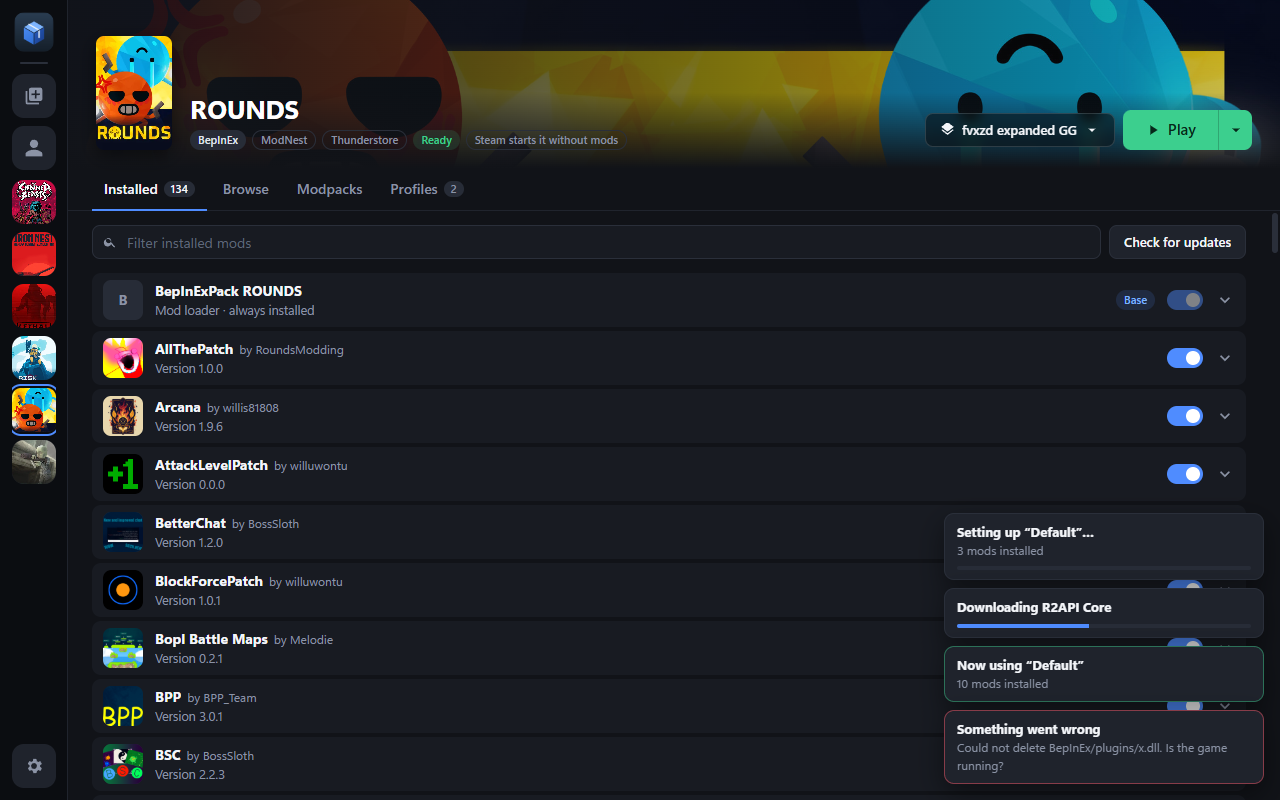 ROUNDS
ROUNDS
BepInEx
ModNest
Thunderstore
Ready
Steam starts it without mods
fvxzd expanded GG
Play
Installed 134
Browse
Modpacks
Profiles 2
Filter installed mods
Check for updates
B
BepInExPack ROUNDS
Mod loader · always installed
Base
AllThePatch by RoundsModding
Version 1.0.0
Arcana by willis81808
Version 1.9.6
+1
AttackLevelPatch by willuwontu
Version 0.0.0
BetterChat by BossSloth
Version 1.2.0
BlockForcePatch by willuwontu
Version 1.0.1
Bopl Battle Maps by Melodie
Version 0.2.1
BPP
BPP by BPP_Team
Version 3.0.1
BSC by BossSloth
Version 2.2.3
Setting up “Default”...
3 mods installed
Downloading R2API Core
Now using “Default”
10 mods installed
Something went wrong
Could not delete BepInEx/plugins/x.dll. Is the game
running?